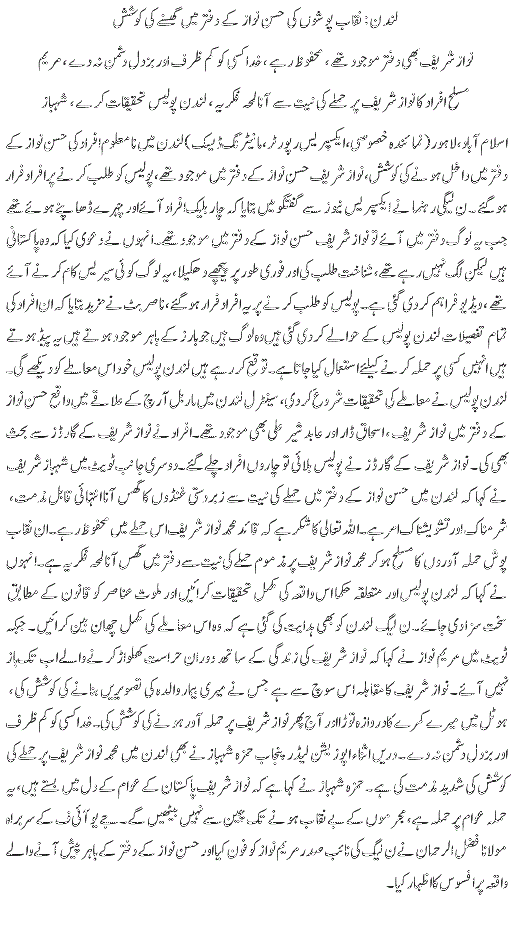 لندن: نقاب پوشوں کی حسن نواز کے دفتر میں گھسنے کی کوشش
نواز شریف بھی دفتر موجود تھے، محفوظ رہے، خدا کسی کو کم ظرف اور بزدل دشمن نہ دے، مریم
مسلح افراد کا نواز شریف پر حملے کی نیت سے آنا لمحہ فکریہ، لندن پولیس تحقیقات کرے، شہباز
اسلام آباد، لاہور (نمائندہ خصوصی، ایکسپریس رپورٹر، مانیٹرنگ ڈیسک) لندن میں نامعلوم افراد کی حسن نواز کے
دفتر میں داخل ہونے کی کوشش، نواز شریف حسن نواز کے دفتر میں موجود تھے، پولیس کو طلب کرنے پر افراد فرار
ہو گئے۔ ن لیگی رہنما نے ایکسپریس نیوز سے گفتگو میں بتایا کہ چار بلیک افراد آئے اور چہرے ڈھانپے ہوئے تھے
جب یہ لوگ دفتر میں آئے تو نواز شریف حسن نواز کے دفتر میں موجود تھے۔ انہوں نے دعویٰ کیا کہ وہ پاکستانی
ہیں لیکن لگ نہیں رہے تھے، شناخت طلب کی اور فوری طور پر پیچھے دھکیلا، یہ لوگ کوئی سیریس کام کرنے آئے
تھے، ویڈیو فراہم کر دی گئی ہے۔ پولیس کو طلب کرنے پر یہ افراد فرار ہو گئے، ناصر بٹ نے مزید بتایا کہ ان افراد کی
تمام تفصیلات لندن پولیس کے حوالے کر دی گئی ہیں وہ لوگ ہیں جو بارز کے باہر موجود ہوتے ہیں یہ پیڈ ہوتے
ہیں انہیں کسی پر حملہ کرنے کیلئے استعمال کیا جاتا ہے۔ توقع کر رہے ہیں لندن پولیس خود اس معاملے کو دیکھے گی۔
لندن پولیس نے معاملے کی تحقیقات شروع کر دی، سینٹرل لندن میں ماربل آرچ کے علاقے میں واقع حسن نواز
کے دفتر میں نواز شریف، اسحاق ڈار اور عابد شیر علی بھی موجود تھے۔ افراد نے نواز شریف کے گارڈز سے بحث
بھی کی۔ نواز شریف کے گارڈز نے پولیس بلائی تو چاروں افراد چلے گئے۔ دوسری جانب ٹویٹ میں شہباز شریف
نے کہا کہ لندن میں حسن نواز کے دفتر میں حملے کی نیت سے زبردستی غنڈوں کا گھس آنا انتہائی قابل مذمت،
شرمناک اور تشویشناک امر ہے۔ اللہ تعالیٰ کا شکر ہے کہ قائد محمد نواز شریف اس حملے میں محفوظ رہے۔ ان نقاب
پوش حملہ آوروں کا مسلح ہو کر محمد نواز شریف پر مذموم حملے کی نیت سے دفتر میں گھس آنا لمحہ فکریہ ہے۔ انہوں
نے کہا کہ لندن پولیس اور متعلقہ حکام اس واقعہ کی مکمل تحقیقات کرائیں اور ملوث عناصر کو قانون کے مطابق
سخت سزا دی جائے۔ ن لیگ لندن کو بھی ہدایت کی گئی ہے کہ وہ اس معاملے کی مکمل چھان بین کرائیں۔ جبکہ
ٹویٹ میں مریم نواز نے کہا کہ نواز شریف کی زندگی کے ساتھ دوران حراست کھلواڑ کرنے والے اب تک باز
نہیں آئے۔ نواز شریف کا مقابلہ اس سوچ سے ہے جس نے میری بیمار والدہ کی تصویریں بنانے کی کوشش کی،
ہوٹل میں میرے کمرے کا دروازہ توڑا اور آج پھر نواز شریف پر حملہ آور ہونے کی کوشش کی۔ خدا کسی کو کم ظرف
اور بزدل دشمن نہ دے۔ دریں اثناء اپوزیشن لیڈر پنجاب حمزہ شہباز نے بھی لندن میں محمد نواز شریف پر حملے کی
کوشش کی شدید مذمت کی ہے۔ حمزہ شہباز نے کہا ہے کہ نواز شریف پاکستان کے عوام کے دل میں بستے ہیں، یہ
حملہ عوام پر حملہ ہے، مجرموں کے بے نقاب ہونے تک چین سے نہیں بیٹھیں گے۔ جے یو آئی ف کے سربراہ
مولانا فضل الرحمان نے ن لیگ کی نائب صدر مریم نواز کو فون کیا اور حسن نواز کے دفتر کے باہر پیش آنے والے
واقعہ پر افسوس کا اظہار کیا۔